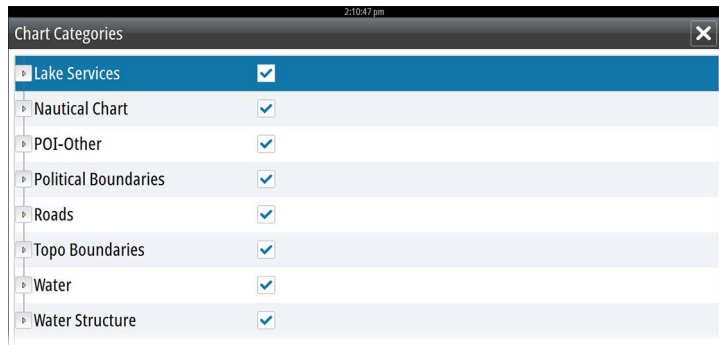 2:10:47 pm
Chart Categories
Lake Services
Nautical Chart
POI-Other
Political Boundaries
Roads
Topo Boundaries
Water
Water Structure